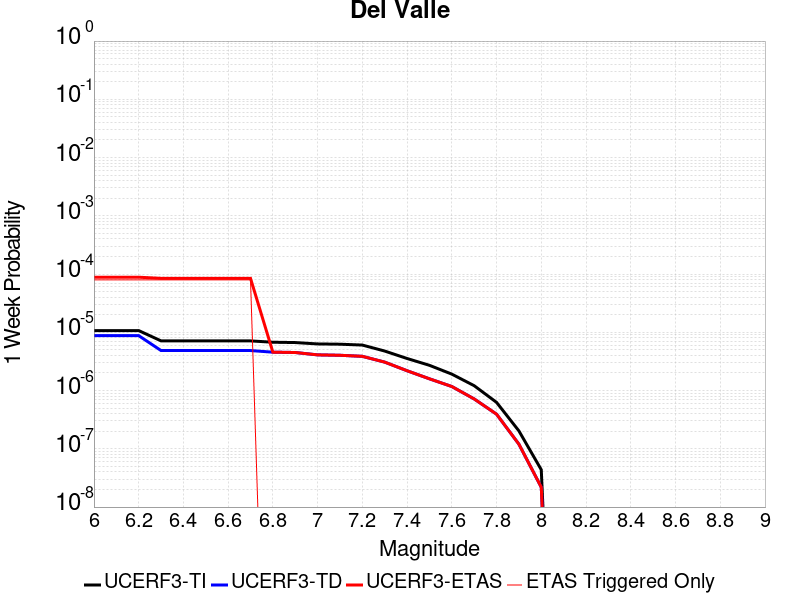 Del Valle
1 Week Probability
10^0
10^-1
10^-2
10^-3
10^-4
10^-5
10^-6
10^-7
10^-8
6 6.2 6.4 6.6 6.8 7 7.2 7.4 7.6 7.8 8 8.2 8.4 8.6 8.8 9
Magnitude
UCERF3-TI UCERF3-TD UCERF3-ETAS ETAS Triggered Only